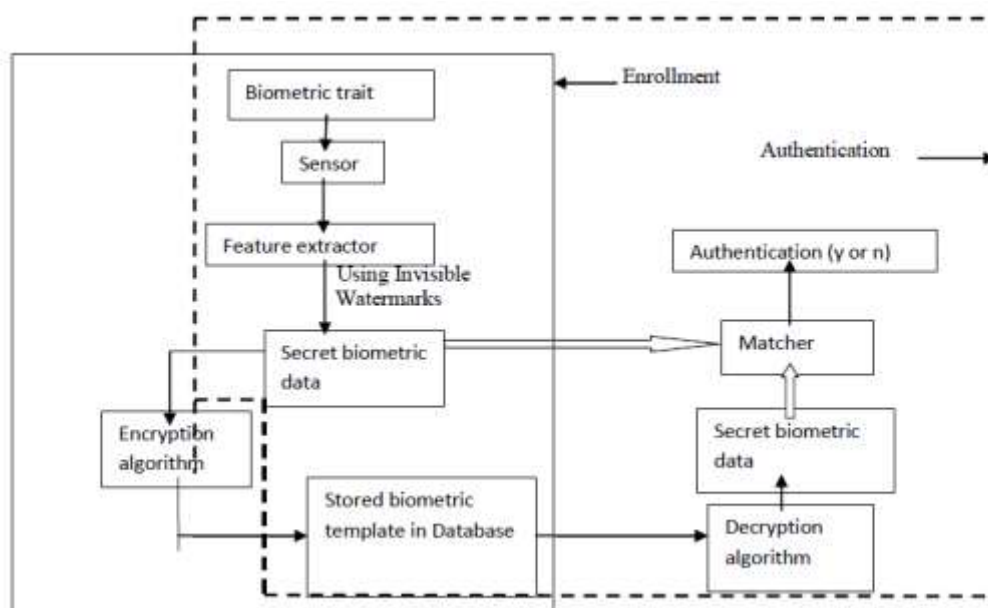 Enrollment
Biometric trait
Authentication
Sensor
Feature extractor
Authentication (y or n)
Using Invisible
Watermarks
Secret biometric
data
Matcher
Encryption
algorithm
Secret biometric
data
Stored biometric
template in Database
Decryption
algorithm